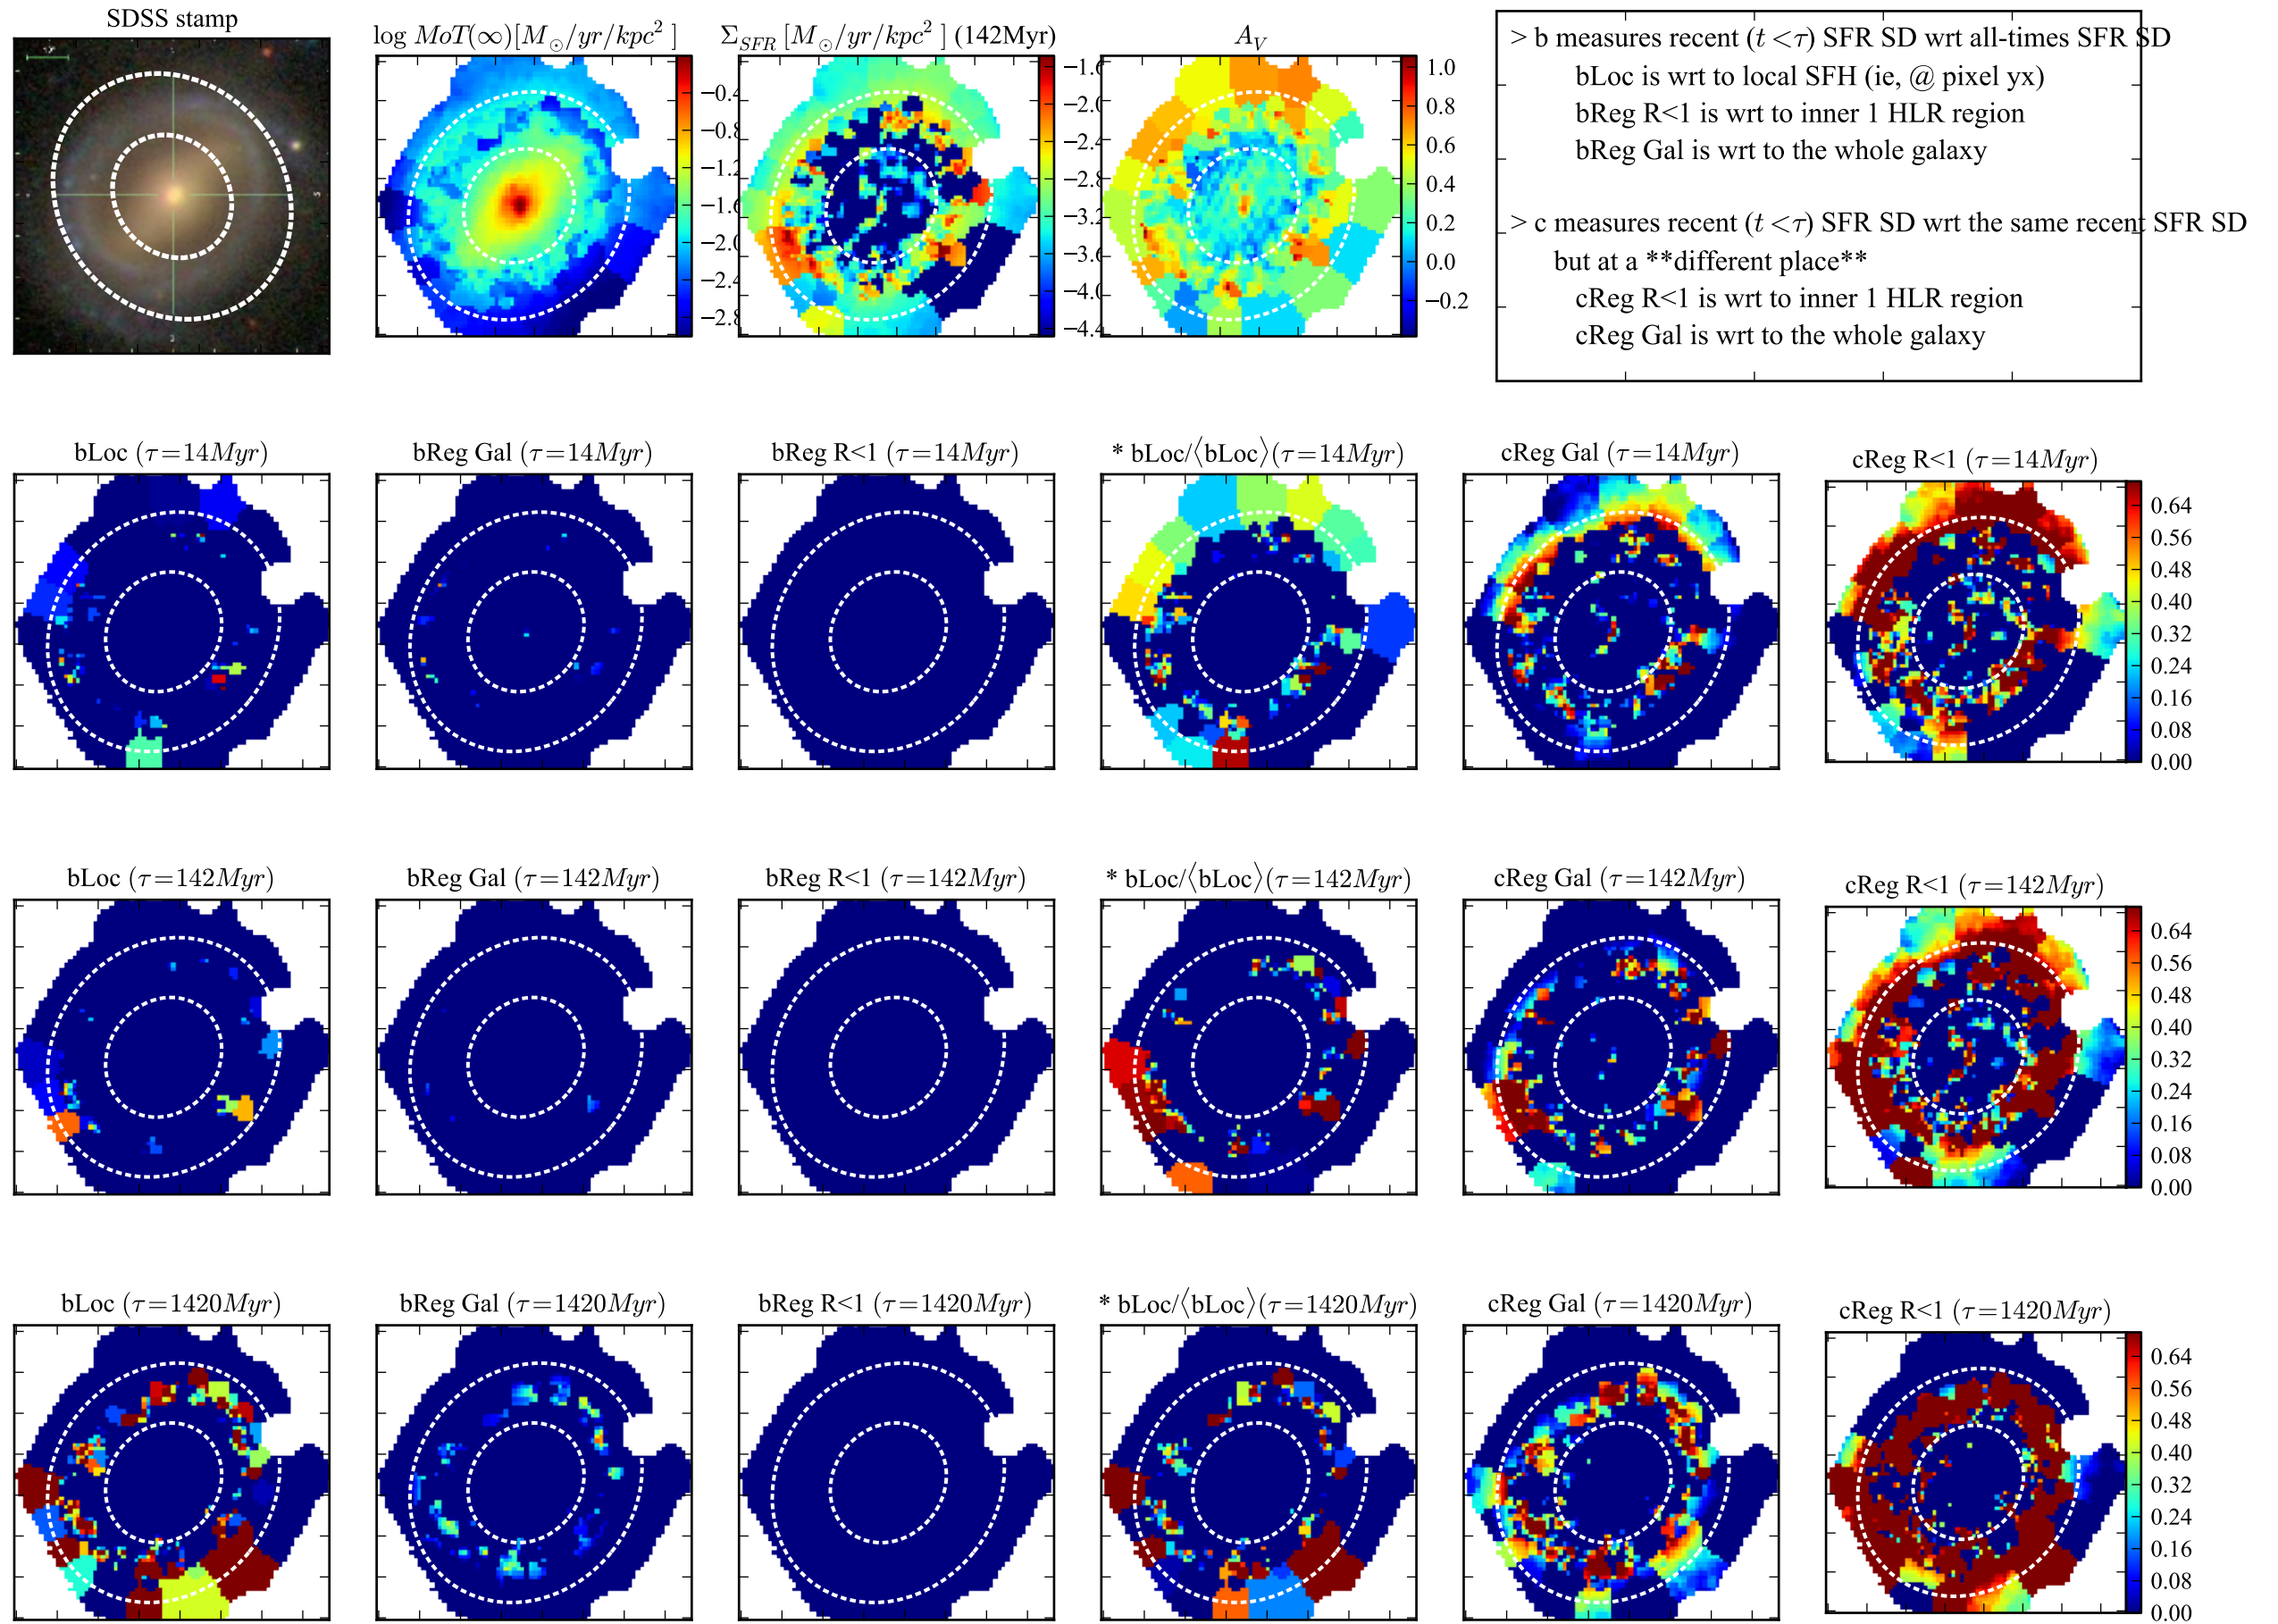 SDSS stamp
log MoT(∞)[M⊙/yr/kpc² ]
Σ_SFR [M⊙/yr/kpc² ] (142Myr)
A_V
−0.4
−0.8
−1.2
−1.6
−2.0
−2.4
−2.8
−1.6
−2.0
−2.4
−2.8
−3.2
−3.6
−4.0
−4.4
1.0
0.8
0.6
0.4
0.2
0.0
−0.2
> b measures recent (t <τ) SFR SD wrt all-times SFR SD
bLoc is wrt to local SFH (ie, @ pixel yx)
bReg R<1 is wrt to inner 1 HLR region
bReg Gal is wrt to the whole galaxy
> c measures recent (t <τ) SFR SD wrt the same recent SFR SD
but at a **different place**
cReg R<1 is wrt to inner 1 HLR region
cReg Gal is wrt to the whole galaxy
bLoc (τ=14Myr)
bReg Gal (τ=14Myr)
bReg R<1 (τ=14Myr)
* bLoc/⟨bLoc⟩(τ=14Myr)
cReg Gal (τ=14Myr)
cReg R<1 (τ=14Myr)
0.64
0.56
0.48
0.40
0.32
0.24
0.16
0.08
0.00
bLoc (τ=142Myr)
bReg Gal (τ=142Myr)
bReg R<1 (τ=142Myr)
* bLoc/⟨bLoc⟩(τ=142Myr)
cReg Gal (τ=142Myr)
cReg R<1 (τ=142Myr)
0.64
0.56
0.48
0.40
0.32
0.24
0.16
0.08
0.00
bLoc (τ=1420Myr)
bReg Gal (τ=1420Myr)
bReg R<1 (τ=1420Myr)
* bLoc/⟨bLoc⟩(τ=1420Myr)
cReg Gal (τ=1420Myr)
cReg R<1 (τ=1420Myr)
0.64
0.56
0.48
0.40
0.32
0.24
0.16
0.08
0.00